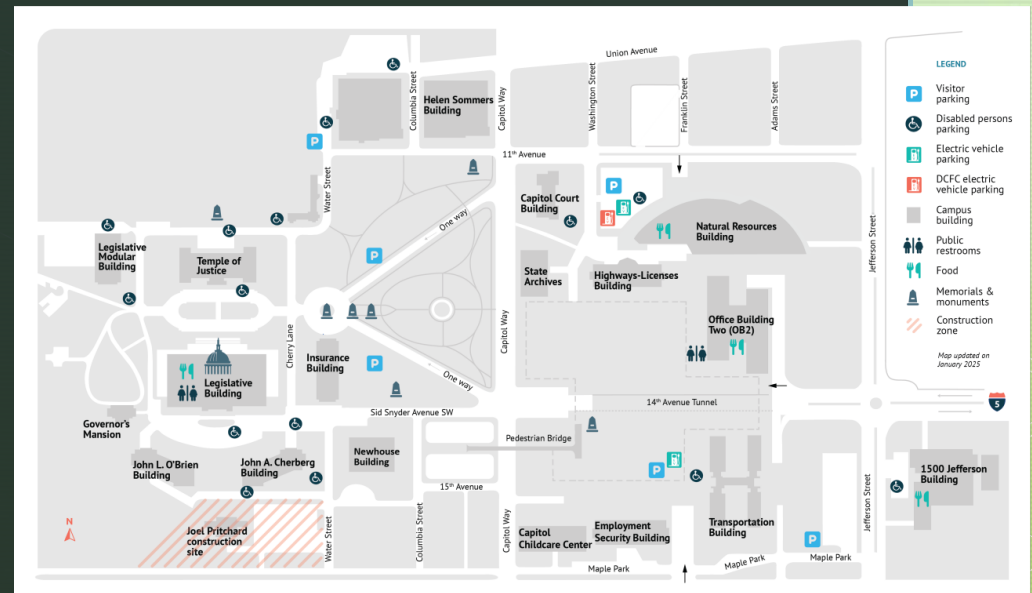 Union Avenue
Columbia Street
Helen Sommers
Building
Capitol Way
Washington Street
Franklin Street
Adams Street
P
11th Avenue
Water Street
One way
Capitol Court
Building
P
Natural Resources
Building
Jefferson Street
Legislative
Modular
Building
Temple of
Justice
P
State
Archives
Highways-Licenses
Building
Office Building
Two (OB2)
Capitol Way
Cherry Lane
Insurance
Building
P
One way
Legislative
Building
14th Avenue Tunnel
5
Governor's
Mansion
Sid Snyder Avenue SW
Pedestrian Bridge
John L. O'Brien
Building
John A. Cherberg
Building
Newhouse
Building
P
1500 Jefferson
Building
15th Avenue
Jefferson Street
N
Joel Pritchard
construction
site
Water Street
Columbia Street
Capitol Way
Capitol
Childcare Center
Employment
Security Building
Transportation
Building
P
Maple Park
Maple Park
Maple Park
LEGEND
P
Visitor
parking
Disabled persons
parking
Electric vehicle
parking
DCFC electric
vehicle parking
Campus
building
Public
restrooms
Food
Memorials &
monuments
Construction
zone
Map updated on
January 2025